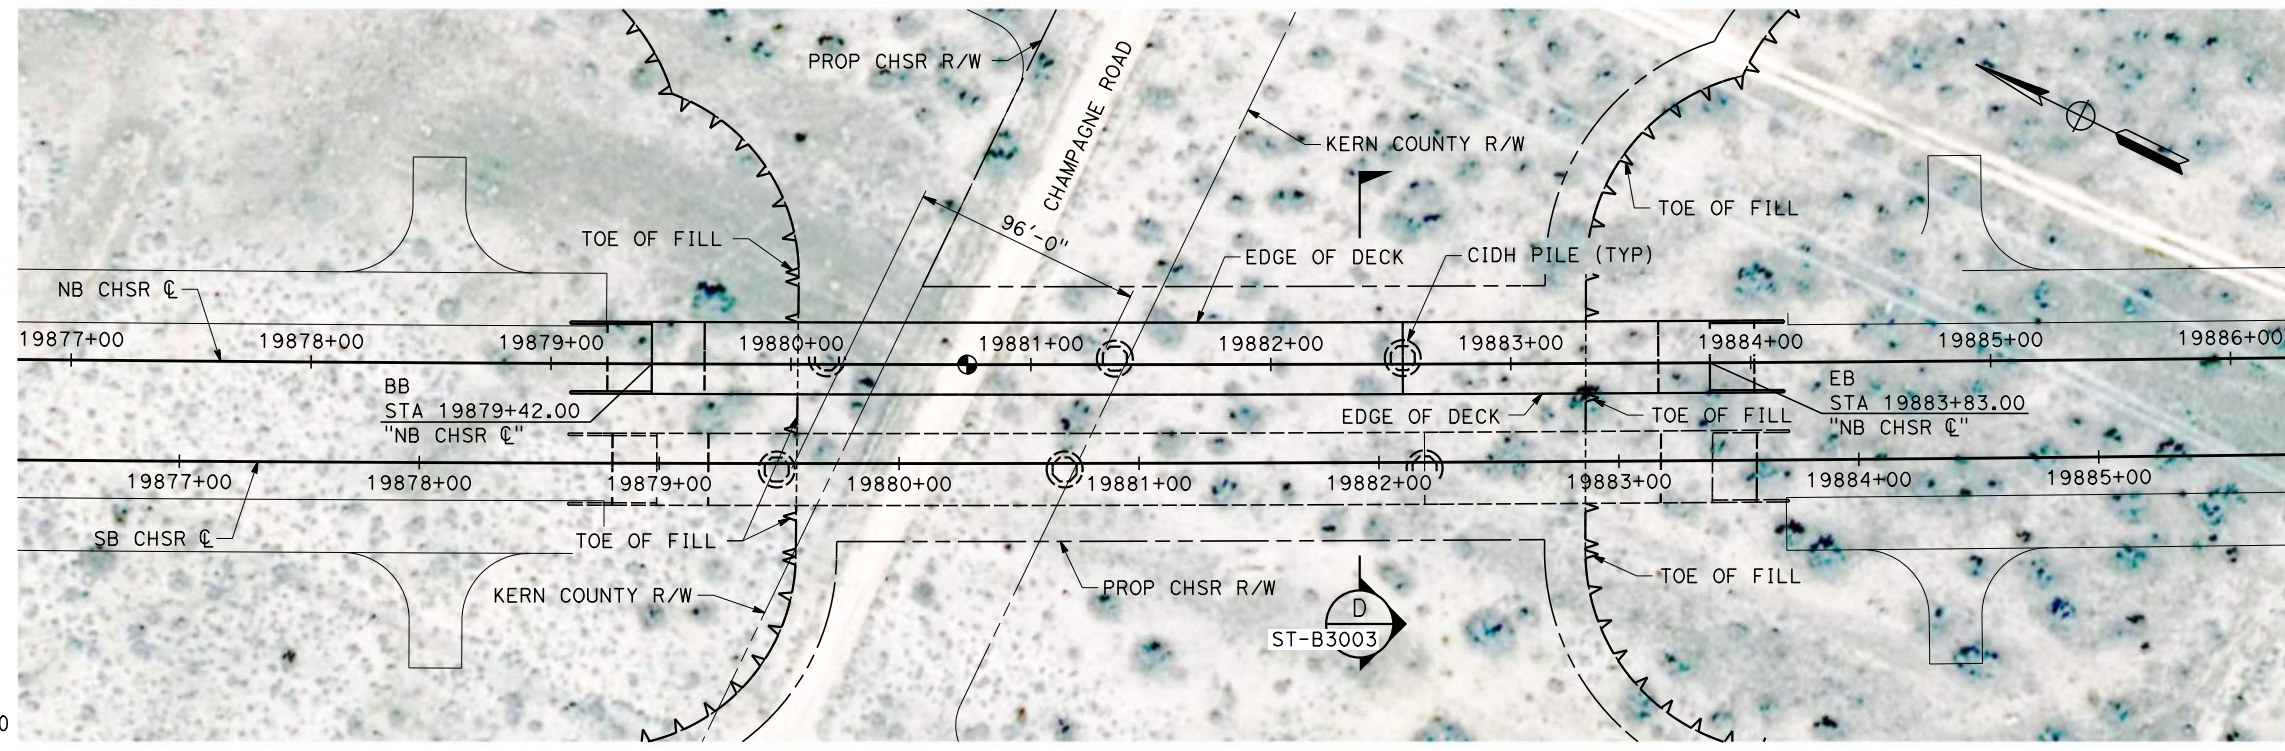 PROP CHSR R/W
CHAMPAGNE ROAD
KERN COUNTY R/W
TOE OF FILL
96'-0"
TOE OF FILL
EDGE OF DECK
CIDH PILE (TYP)
NB CHSR ℄
19877+00 19878+00 19879+00 19880+00 19881+00 19882+00 19883+00 19884+00 19885+00 19886+00
BB
STA 19879+42.00
"NB CHSR ℄"
EB
STA 19883+83.00
"NB CHSR ℄"
EDGE OF DECK
TOE OF FILL
19877+00 19878+00 19879+00 19880+00 19881+00 19882+00 19883+00 19884+00 19885+00
SB CHSR ℄
TOE OF FILL
TOE OF FILL
KERN COUNTY R/W
PROP CHSR R/W
D
ST-B3003
0